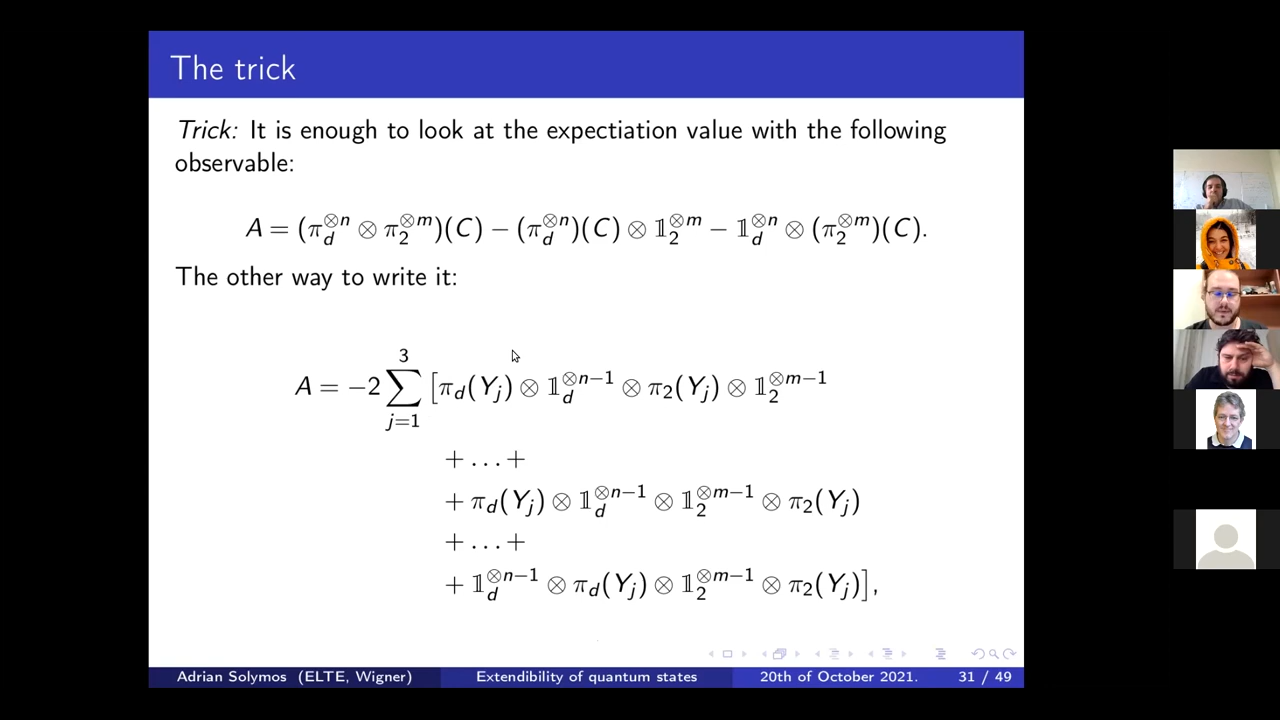 The trick
Trick: It is enough to look at the expectiation value with the following
observable:
A = (π_d^{⊗n} ⊗ π_2^{⊗m})(C) − (π_d^{⊗n})(C) ⊗ 𝟙_2^{⊗m} − 𝟙_d^{⊗n} ⊗ (π_2^{⊗m})(C).
The other way to write it:
A = −2 ∑_{j=1}^{3} [π_d(Y_j) ⊗ 𝟙_d^{⊗n−1} ⊗ π_2(Y_j) ⊗ 𝟙_2^{⊗m−1}
+ … +
+ π_d(Y_j) ⊗ 𝟙_d^{⊗n−1} ⊗ 𝟙_2^{⊗m−1} ⊗ π_2(Y_j)
+ … +
+ 𝟙_d^{⊗n−1} ⊗ π_d(Y_j) ⊗ 𝟙_2^{⊗m−1} ⊗ π_2(Y_j)],
Adrian Solymos (ELTE, Wigner) Extendibility of quantum states 20th of October 2021. 31 / 49